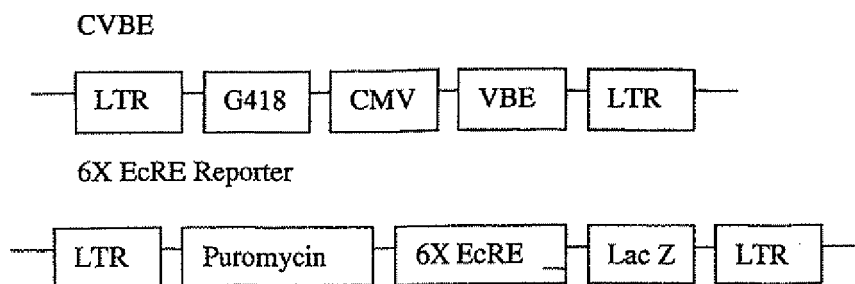 CVBE
LTR G418 CMV VBE LTR
6X EcRE Reporter
LTR Puromycin 6X EcRE Lac Z LTR